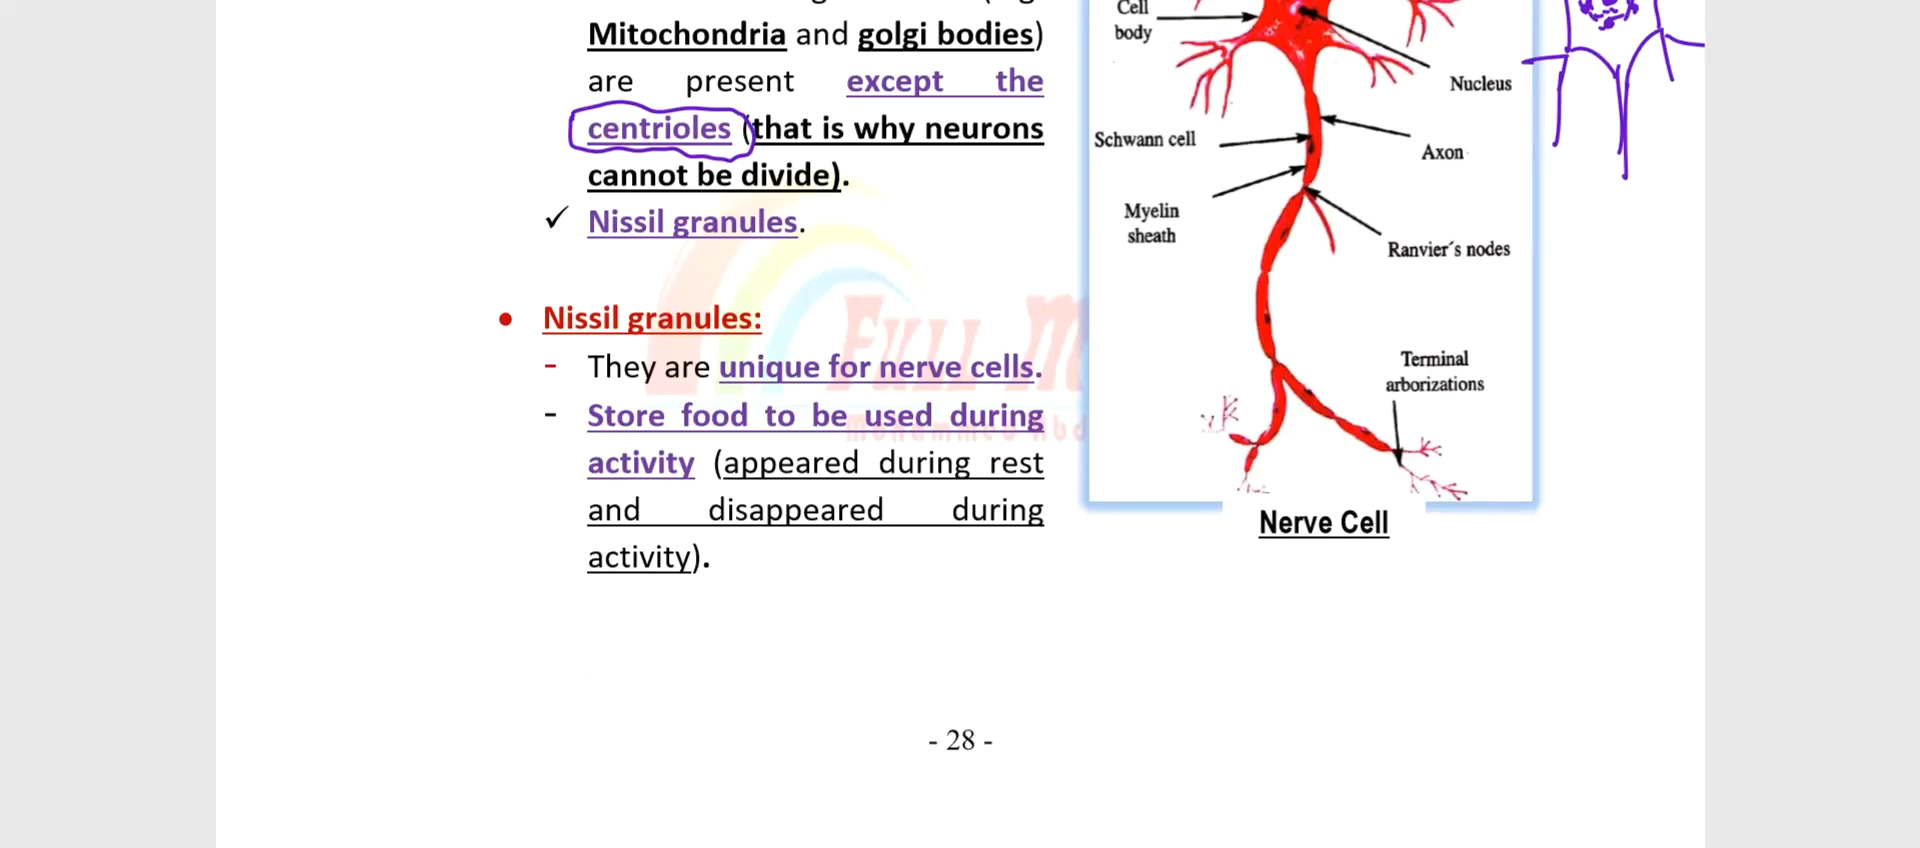 Mitochondria and golgi bodies)
are present except the
centrioles (that is why neurons
cannot be divide).
✓ Nissil granules.
• Nissil granules:
- They are unique for nerve cells.
- Store food to be used during
activity (appeared during rest
and disappeared during
activity).
Cell
body
Nucleus
Schwann cell
Axon
Myelin
sheath
Ranvier´s nodes
Terminal
arborizations
Nerve Cell
Full M
- 28 -